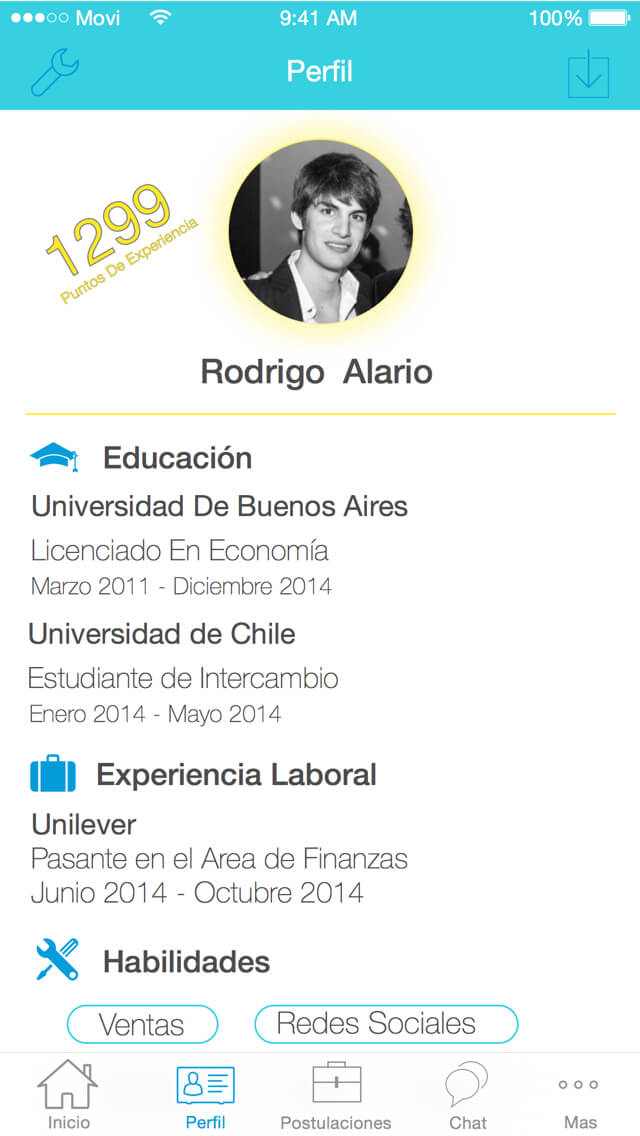 Movi 9:41 AM 100%
Perfil
1299
Puntos De Experiencia
Rodrigo Alario
Educación
Universidad De Buenos Aires
Licenciado En Economía
Marzo 2011 - Diciembre 2014
Universidad de Chile
Estudiante de Intercambio
Enero 2014 - Mayo 2014
Experiencia Laboral
Unilever
Pasante en el Area de Finanzas
Junio 2014 - Octubre 2014
Habilidades
Ventas Redes Sociales
Inicio Perfil Postulaciones Chat Mas